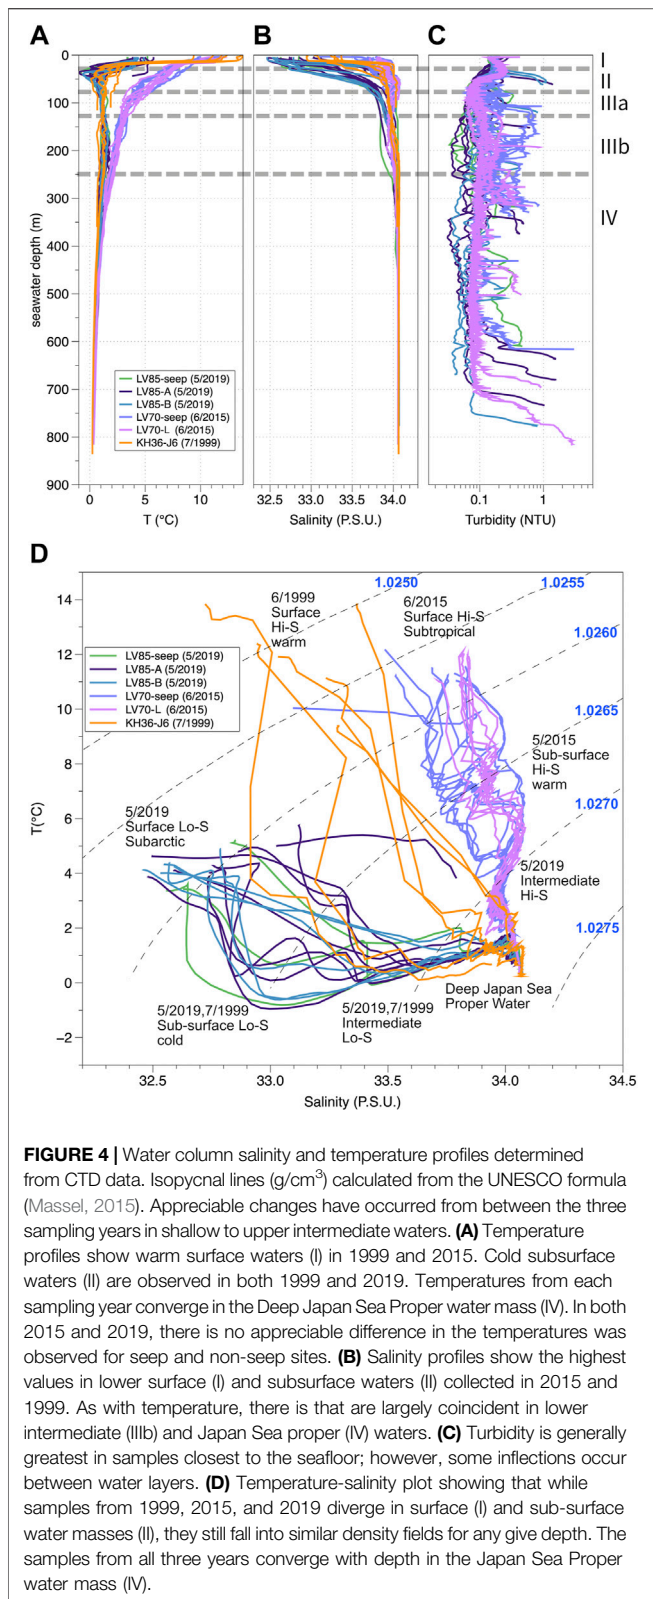 A
B
C
0
100
200
300
400
500
600
700
800
900
seawater depth (m)
I
II
IIIa
IIIb
IV
LV85-seep (5/2019)
LV85-A (5/2019)
LV85-B (5/2019)
LV70-seep (6/2015)
LV70-L (6/2015)
KH36-J6 (7/1999)
0 5 10
T (°C)
32.5 33.0 33.5 34.0
Salinity (P.S.U.)
0.1 1
Turbidity (NTU)
D
14
12
10
8
6
4
2
0
−2
T(°C)
1.0250
1.0255
1.0260
1.0265
1.0270
1.0275
6/1999
Surface
Hi-S
warm
6/2015
Surface Hi-S
Subtropical
LV85-seep (5/2019)
LV85-A (5/2019)
LV85-B (5/2019)
LV70-seep (6/2015)
LV70-L (6/2015)
KH36-J6 (7/1999)
5/2015
Sub-surface
Hi-S
warm
5/2019
Surface Lo-S
Subarctic
5/2019
Intermediate
Hi-S
5/2019,7/1999
Sub-surface Lo-S
cold
5/2019,7/1999
Intermediate
Lo-S
Deep Japan Sea
Proper Water
32.5 33.0 33.5 34.0 34.5
Salinity (P.S.U.)
FIGURE 4 | Water column salinity and temperature profiles determined
from CTD data. Isopycnal lines (g/cm³) calculated from the UNESCO formula
(Massel, 2015). Appreciable changes have occurred from between the three
sampling years in shallow to upper intermediate waters. (A) Temperature
profiles show warm surface waters (I) in 1999 and 2015. Cold subsurface
waters (II) are observed in both 1999 and 2019. Temperatures from each
sampling year converge in the Deep Japan Sea Proper water mass (IV). In both
2015 and 2019, there is no appreciable difference in the temperatures was
observed for seep and non-seep sites. (B) Salinity profiles show the highest
values in lower surface (I) and subsurface waters (II) collected in 2015 and
1999. As with temperature, there is that are largely coincident in lower
intermediate (IIIb) and Japan Sea proper (IV) waters. (C) Turbidity is generally
greatest in samples closest to the seafloor; however, some inflections occur
between water layers. (D) Temperature-salinity plot showing that while
samples from 1999, 2015, and 2019 diverge in surface (I) and sub-surface
water masses (II), they still fall into similar density fields for any give depth. The
samples from all three years converge with depth in the Japan Sea Proper
water mass (IV).